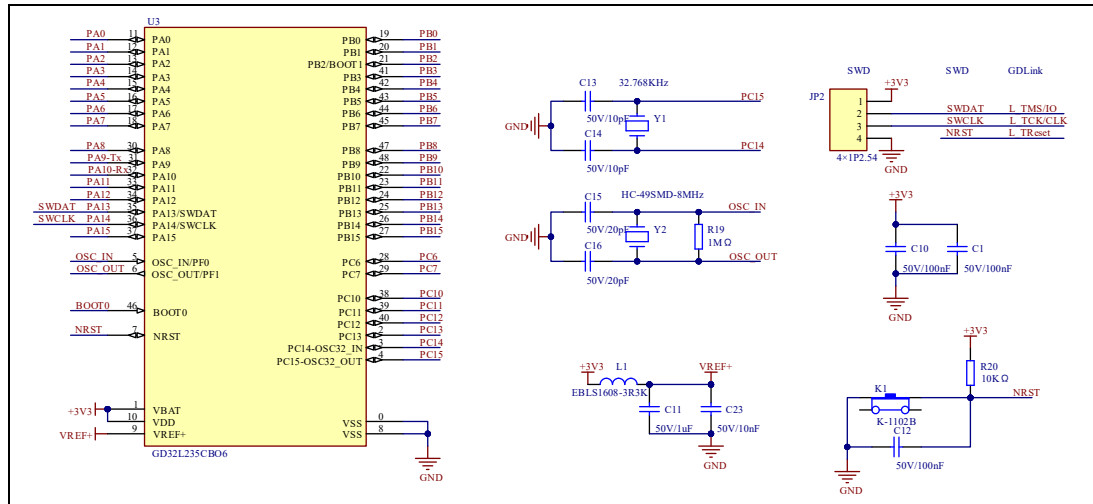 U3
PA0 11 PA0 PB0 19 PB0
PA1 12 PA1 PB1 20 PB1
PA2 13 PA2 PB2/BOOT1 21 PB2
PA3 14 PA3 PB3 41 PB3
PA4 15 PA4 PB4 42 PB4
PA5 16 PA5 PB5 43 PB5
PA6 17 PA6 PB6 44 PB6
PA7 18 PA7 PB7 45 PB7
PA8 30 PA8 PB8 47 PB8
PA9-Tx 31 PA9 PB9 48 PB9
PA10-Rx 32 PA10 PB10 22 PB10
PA11 33 PA11 PB11 23 PB11
PA12 34 PA12 PB12 24 PB12
SWDAT PA13 35 PA13/SWDAT PB13 25 PB13
SWCLK PA14 36 PA14/SWCLK PB14 26 PB14
PA15 37 PA15 PB15 27 PB15
OSC_IN 5 OSC_IN/PF0 PC6 28 PC6
OSC_OUT 6 OSC_OUT/PF1 PC7 29 PC7
PC10 38 PC10
BOOT0 46 BOOT0 PC11 39 PC11
PC12 40 PC12
NRST 7 NRST PC13 2 PC13
PC14-OSC32_IN 3 PC14
PC15-OSC32_OUT 4 PC15
+3V3 1 VBAT
10 VDD VSS 0
VREF+ 9 VREF+ VSS 8
GD32L235CBO6
GND
C13 32.768KHz
PC15
50V/10pF
GND Y1
C14
PC14
50V/10pF
C15 HC-49SMD-8MHz
OSC_IN
50V/20pF
GND Y2 R19
C16 1MΩ
OSC_OUT
50V/20pF
+3V3 L1 VREF+
EBLS1608-3R3K
C11 C23
50V/1uF 50V/10nF
GND
SWD SWD GDLink
JP2 +3V3
1
2 SWDAT L_TMS/IO
3 SWCLK L_TCK/CLK
4 NRST L_TReset
4×1P2.54
GND
+3V3
C10 C1
50V/100nF 50V/100nF
GND
+3V3
R20
10KΩ
K1 NRST
K-1102B
C12
50V/100nF
GND